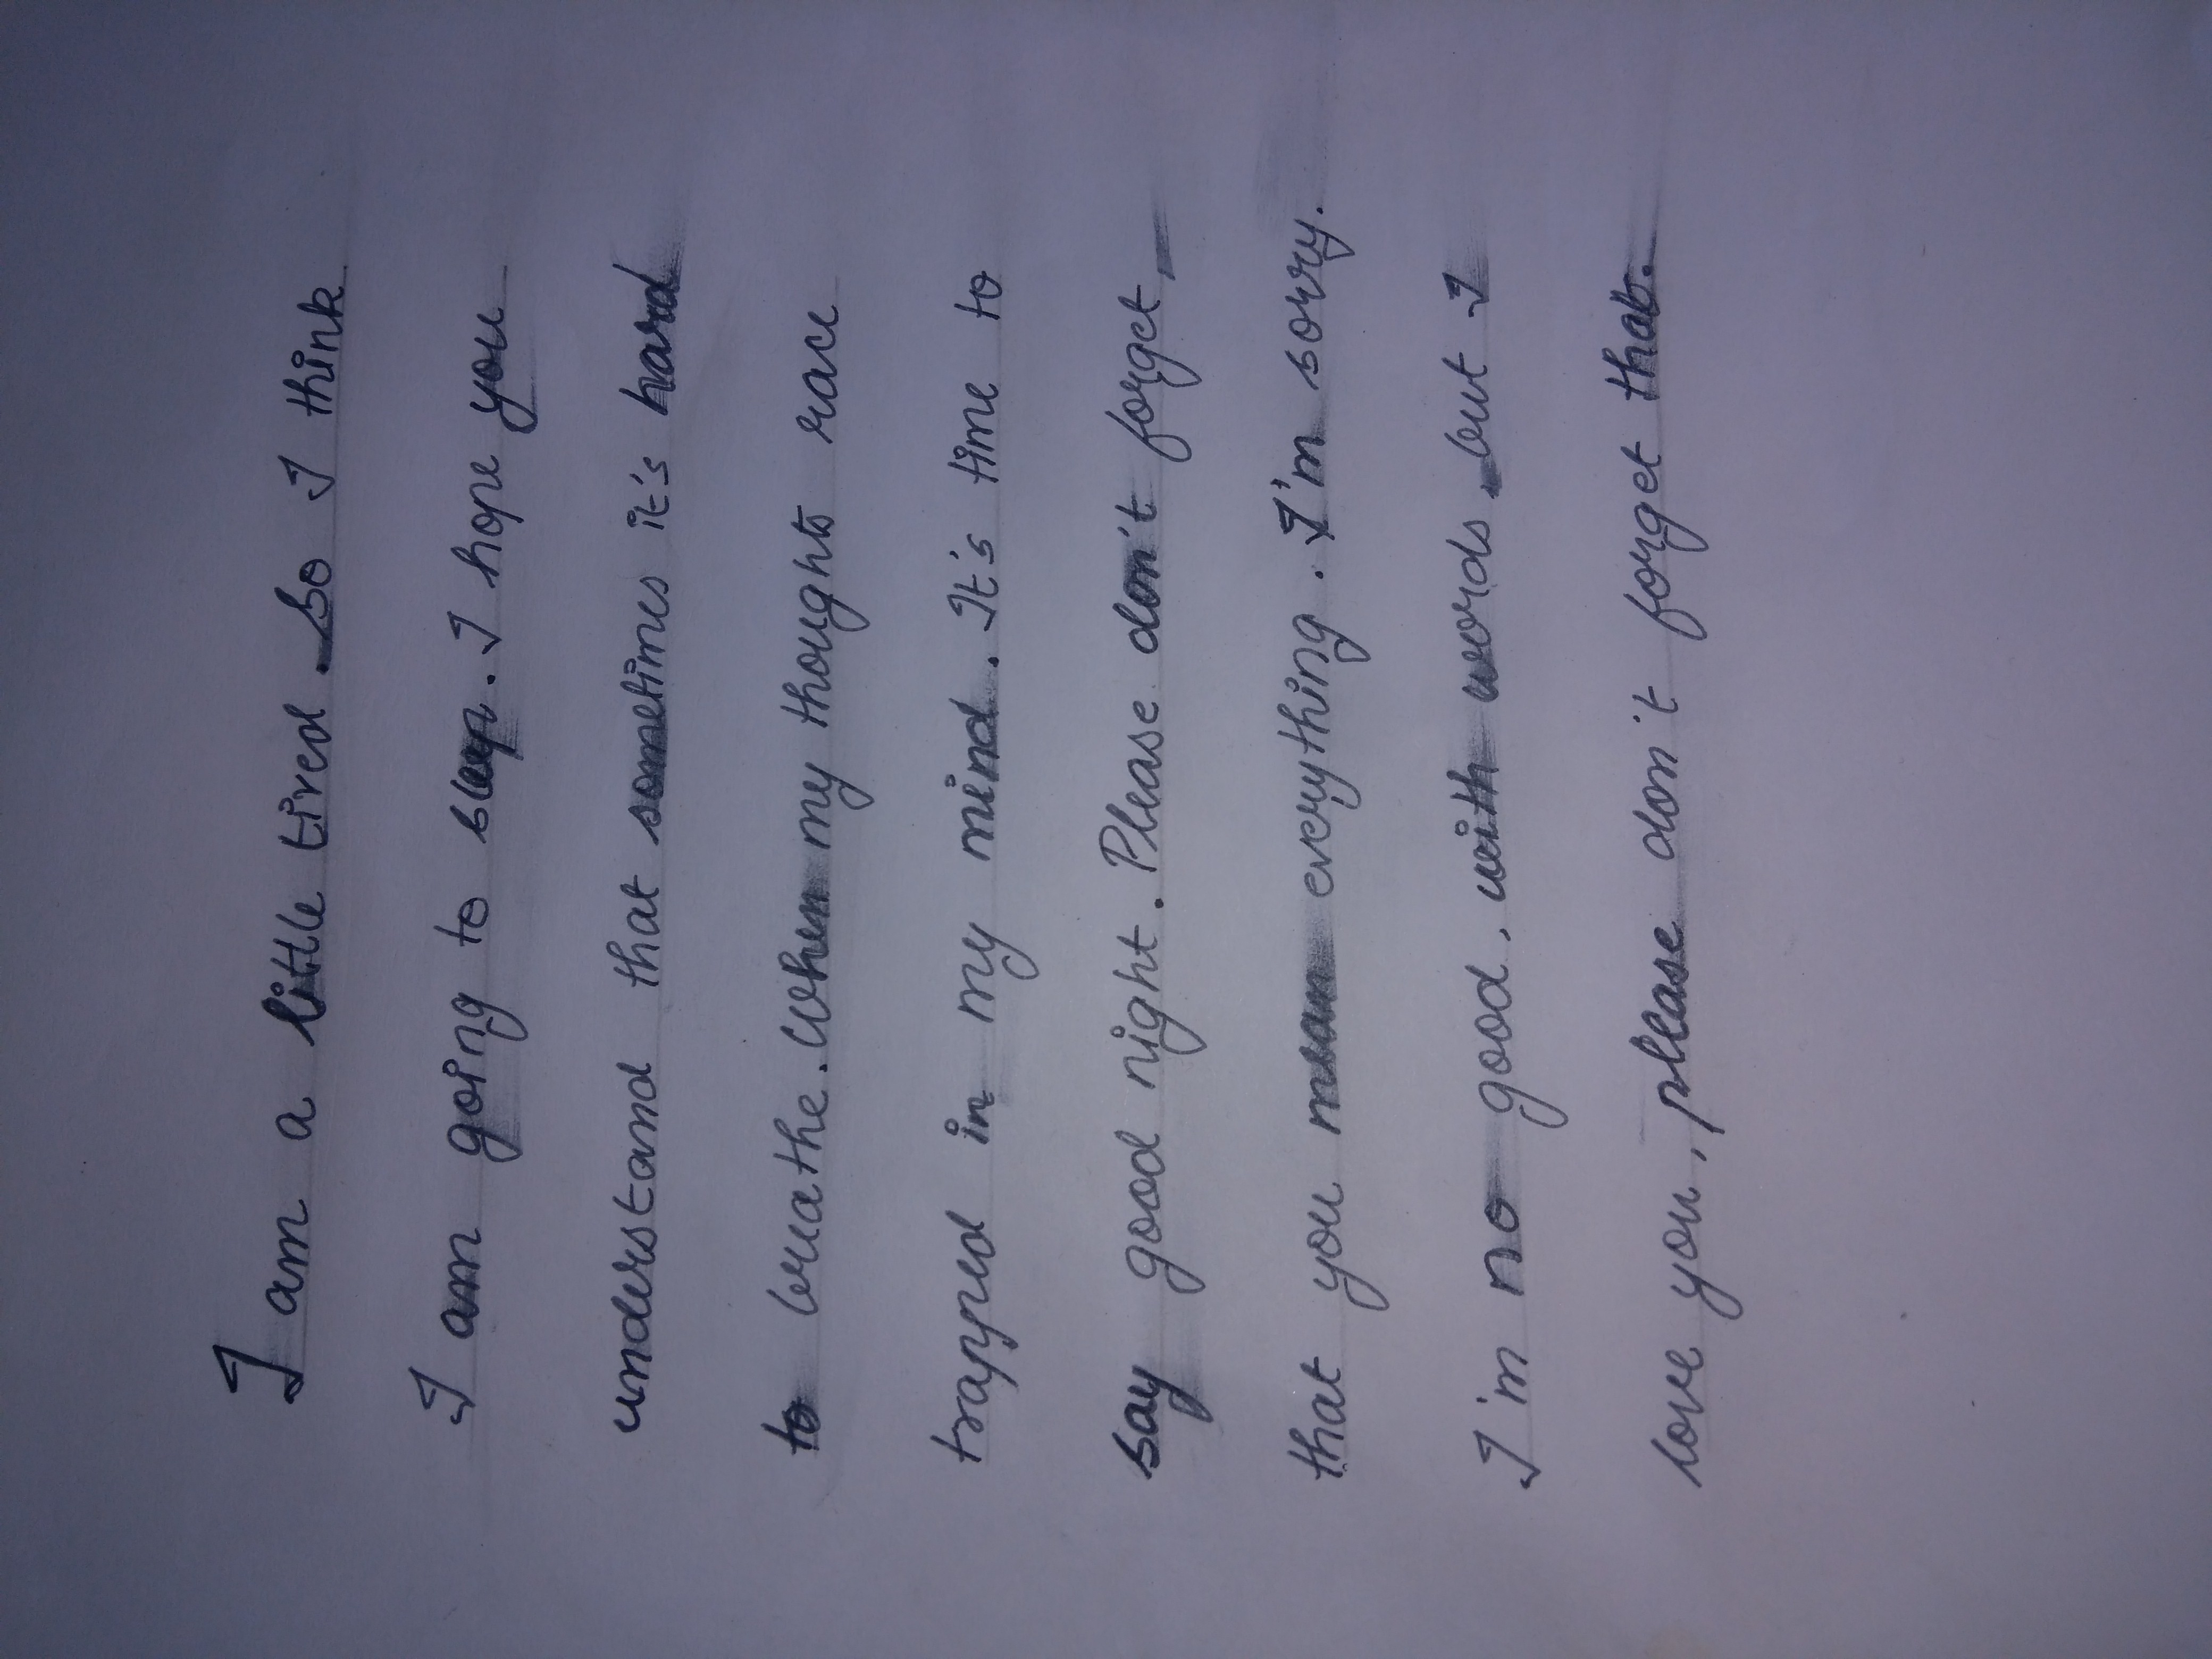 I am a little tired. So I think
I am going to sleep. I hope you
understand that sometimes it's hard
to breathe. When my thoughts race
trapped in my mind. It's time to
say good night. Please don't forget,
that you mean everything. I'm sorry.
I'm no good, with words but I
love you, please don't forget that.